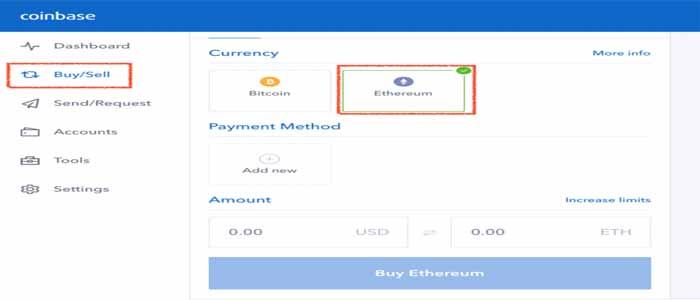 coinbase
Dashboard
Buy/Sell
Send/Request
Accounts
Tools
Settings
Currency More info
Bitcoin Ethereum
Payment Method
Add new
Amount Increase limits
0.00 USD 0.00 ETH
Buy Ethereum